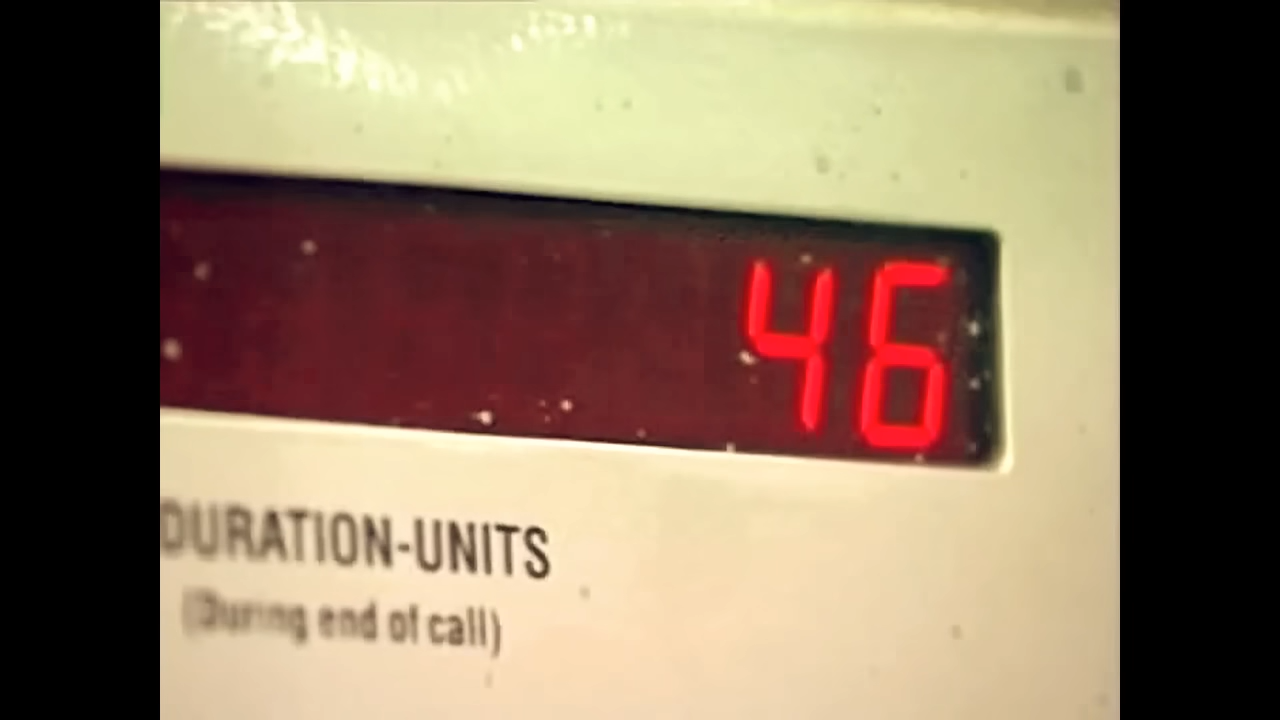 46
DURATION-UNITS
(During end of call)